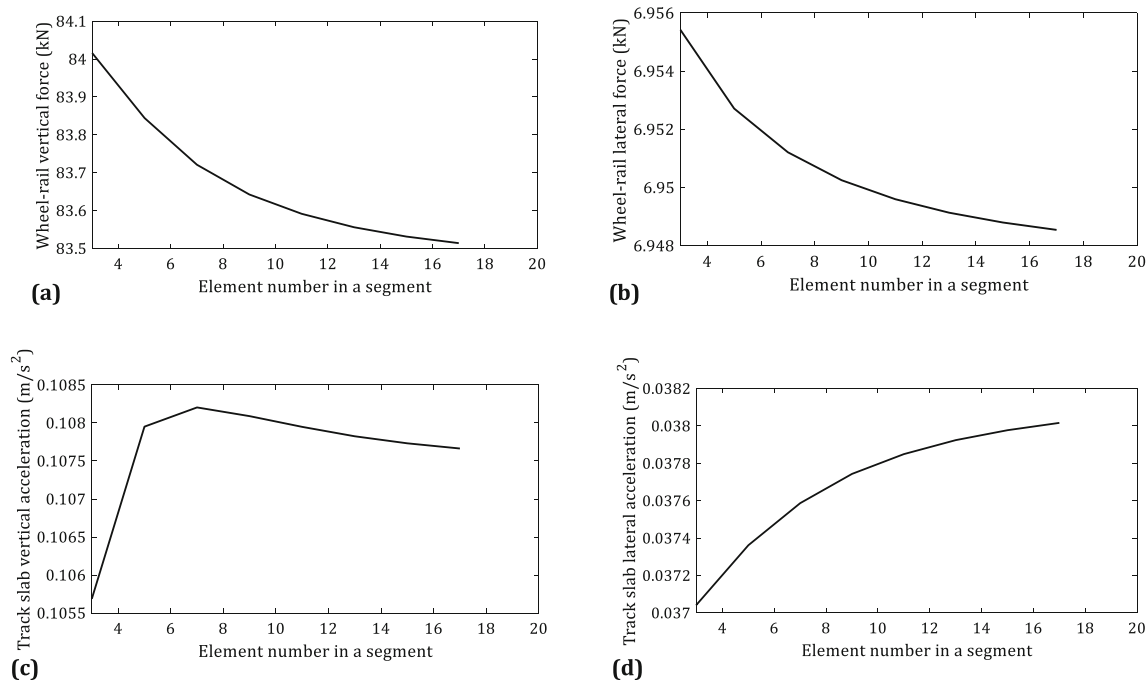 84.1
84
83.9
83.8
83.7
83.6
83.5
Wheel-rail vertical force (kN)
4 6 8 10 12 14 16 18 20
Element number in a segment
(a)
6.956
6.954
6.952
6.95
6.948
Wheel-rail lateral force (kN)
4 6 8 10 12 14 16 18 20
Element number in a segment
(b)
0.1085
0.108
0.1075
0.107
0.1065
0.106
0.1055
Track slab vertical acceleration (m/s²)
4 6 8 10 12 14 16 18 20
Element number in a segment
(c)
0.0382
0.038
0.0378
0.0376
0.0374
0.0372
0.037
Track slab lateral acceleration (m/s²)
4 6 8 10 12 14 16 18 20
Element number in a segment
(d)